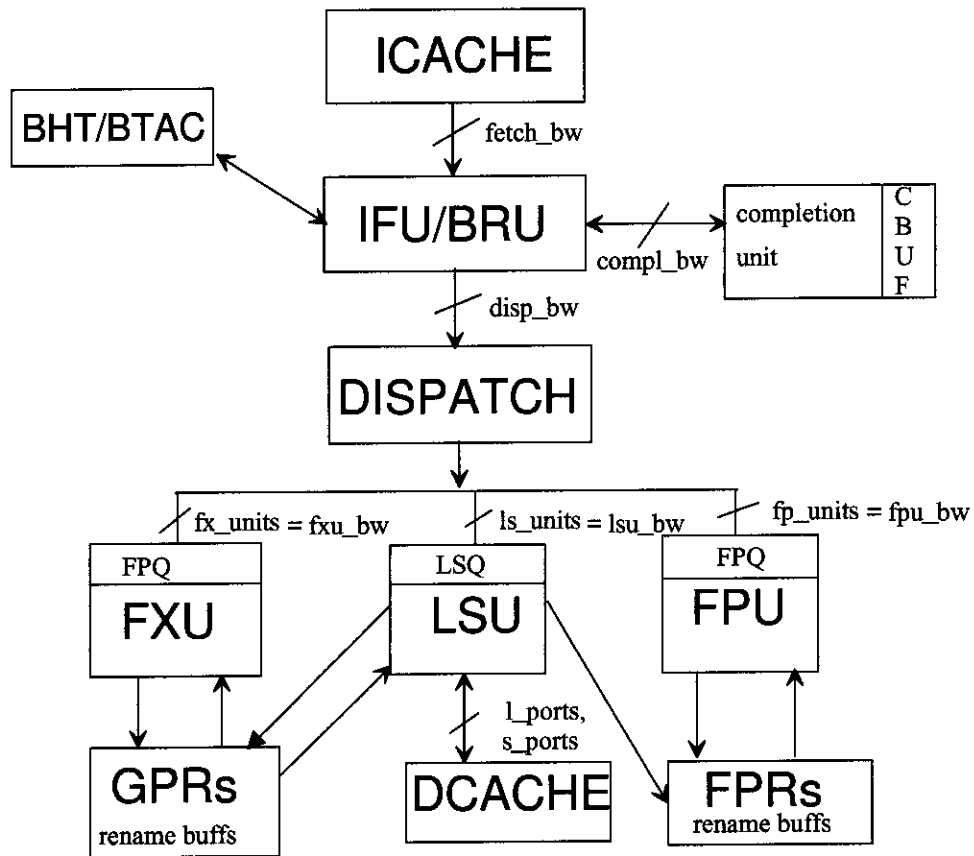 ICACHE
BHT/BTAC
fetch_bw
IFU/BRU
completion
unit
C
B
U
F
compl_bw
disp_bw
DISPATCH
fx_units = fxu_bw
ls_units = lsu_bw
fp_units = fpu_bw
FPQ
FXU
LSQ
LSU
FPQ
FPU
l_ports,
s_ports
GPRs
rename buffs
DCACHE
FPRs
rename buffs